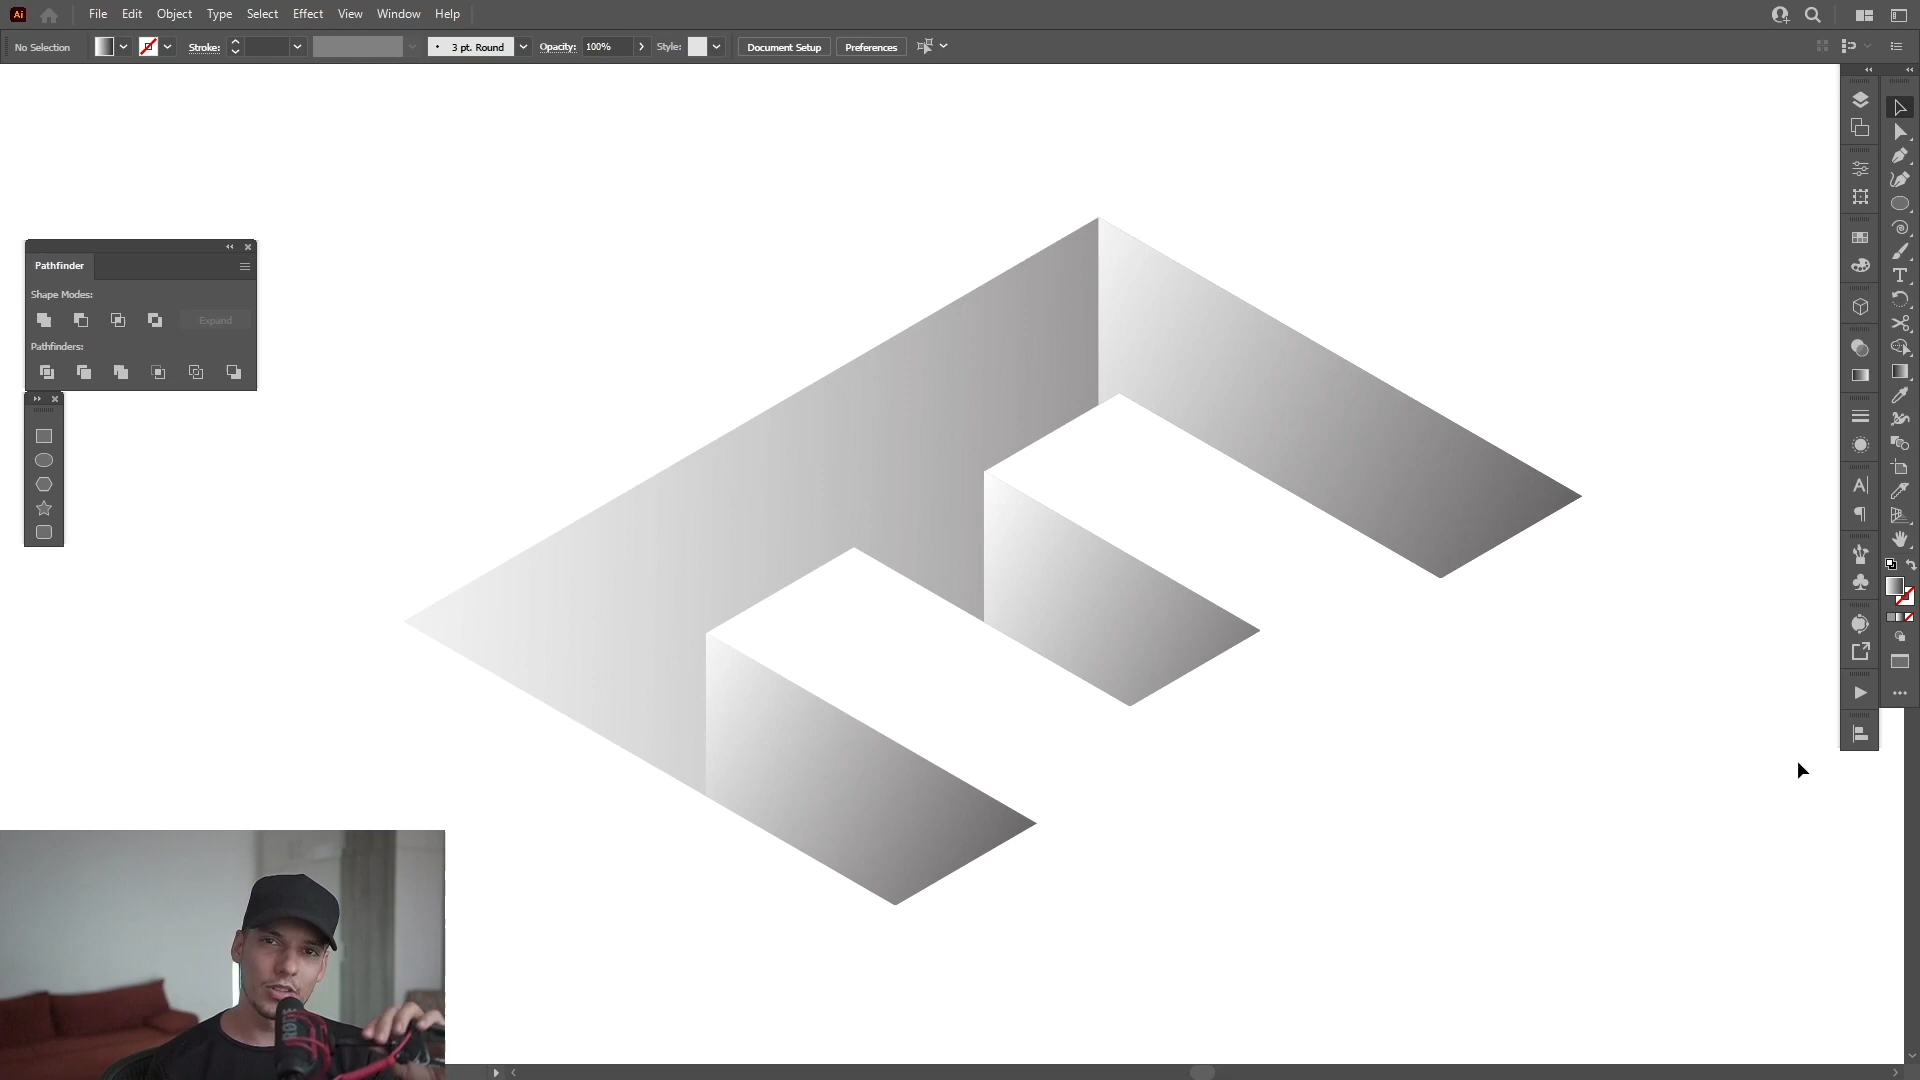 Ai File Edit Object Type Select Effect View Window Help
No Selection Stroke: 3 pt. Round Opacity: 100% Style: Document Setup Preferences
Pathfinder
Shape Modes:
Expand
Pathfinders:
RODE